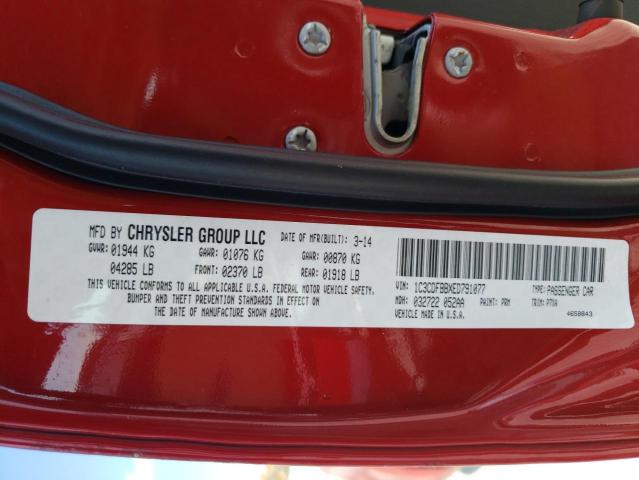 MFD BY CHRYSLER GROUP LLC DATE OF MFR(BUILT): 3-14
GVWR: 01944 KG GAWR: 01076 KG GAWR: 00870 KG
04285 LB FRONT: 02370 LB REAR: 01918 LB
THIS VEHICLE CONFORMS TO ALL APPLICABLE U.S.A. FEDERAL MOTOR VEHICLE SAFETY,
BUMPER AND THEFT PREVENTION STANDARDS IN EFFECT ON
THE DATE OF MANUFACTURE SHOWN ABOVE.
VIN: 1C3CDFBBXED791077 TYPE: PASSENGER CAR
MDH: 032722 052AA PAINT: PRM TRIM: P7X9
VEHICLE MADE IN U.S.A. 4658843